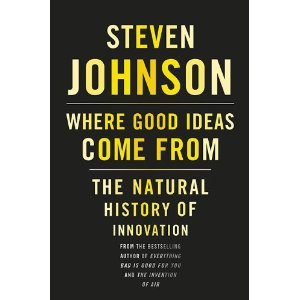 STEVEN
JOHNSON
WHERE GOOD IDEAS
COME FROM
THE NATURAL
HISTORY OF
INNOVATION
FROM THE BESTSELLING
AUTHOR OF EVERYTHING
BAD IS GOOD FOR YOU
AND THE INVENTION
OF AIR